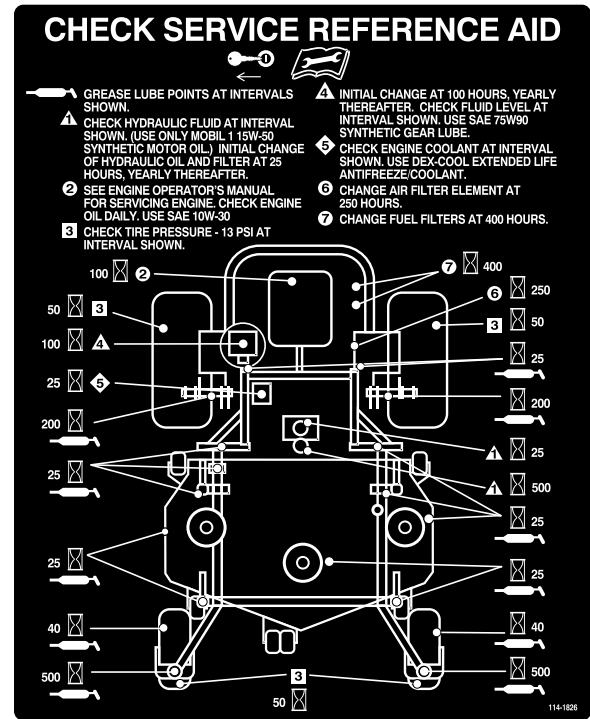 CHECK SERVICE REFERENCE AID
GREASE LUBE POINTS AT INTERVALS
SHOWN.
1 CHECK HYDRAULIC FLUID AT INTERVAL
SHOWN. (USE ONLY MOBIL 1 15W-50
SYNTHETIC MOTOR OIL.) INITIAL CHANGE
OF HYDRAULIC OIL AND FILTER AT 25
HOURS, YEARLY THEREAFTER.
2 SEE ENGINE OPERATOR'S MANUAL
FOR SERVICING ENGINE. CHECK ENGINE
OIL DAILY. USE SAE 10W-30
3 CHECK TIRE PRESSURE - 13 PSI AT
INTERVAL SHOWN.
4 INITIAL CHANGE AT 100 HOURS, YEARLY
THEREAFTER. CHECK FLUID LEVEL AT
INTERVAL SHOWN. USE SAE 75W90
SYNTHETIC GEAR LUBE.
5 CHECK ENGINE COOLANT AT INTERVAL
SHOWN. USE DEX-COOL EXTENDED LIFE
ANTIFREEZE/COOLANT.
6 CHANGE AIR FILTER ELEMENT AT
250 HOURS.
7 CHANGE FUEL FILTERS AT 400 HOURS.
100 2
7 400
6 250
50 3
3 50
100 4
25
25 5
200
200
1 25
25
1 500
25
25
25
40
40
500
500
3
50
114-1826